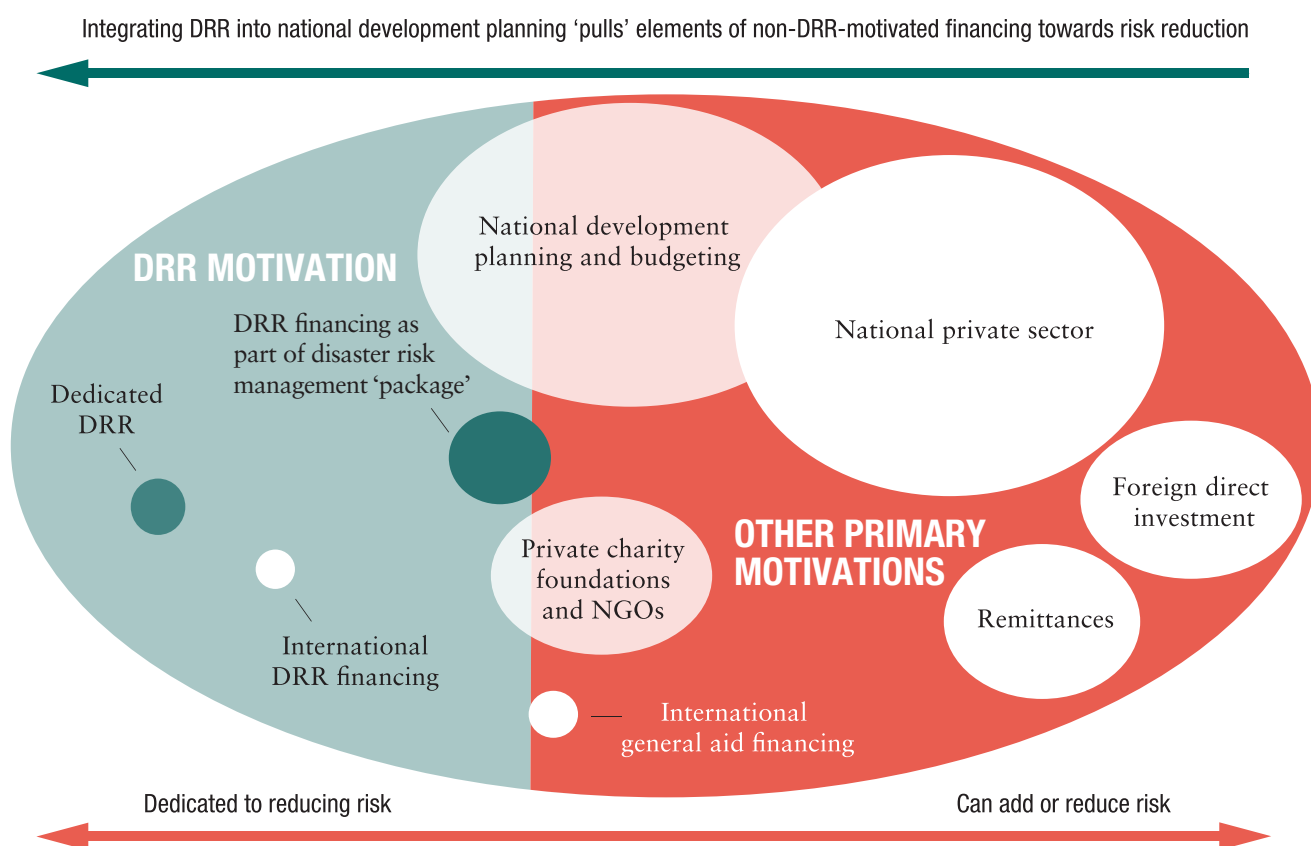 Integrating DRR into national development planning ‘pulls’ elements of non-DRR-motivated financing towards risk reduction
National development
planning and budgeting
DRR MOTIVATION
DRR financing as
part of disaster risk
management ‘package’
National private sector
Dedicated
DRR
Foreign direct
investment
OTHER PRIMARY
MOTIVATIONS
Private charity
foundations
and NGOs
Remittances
International
DRR financing
International
general aid financing
Dedicated to reducing risk
Can add or reduce risk